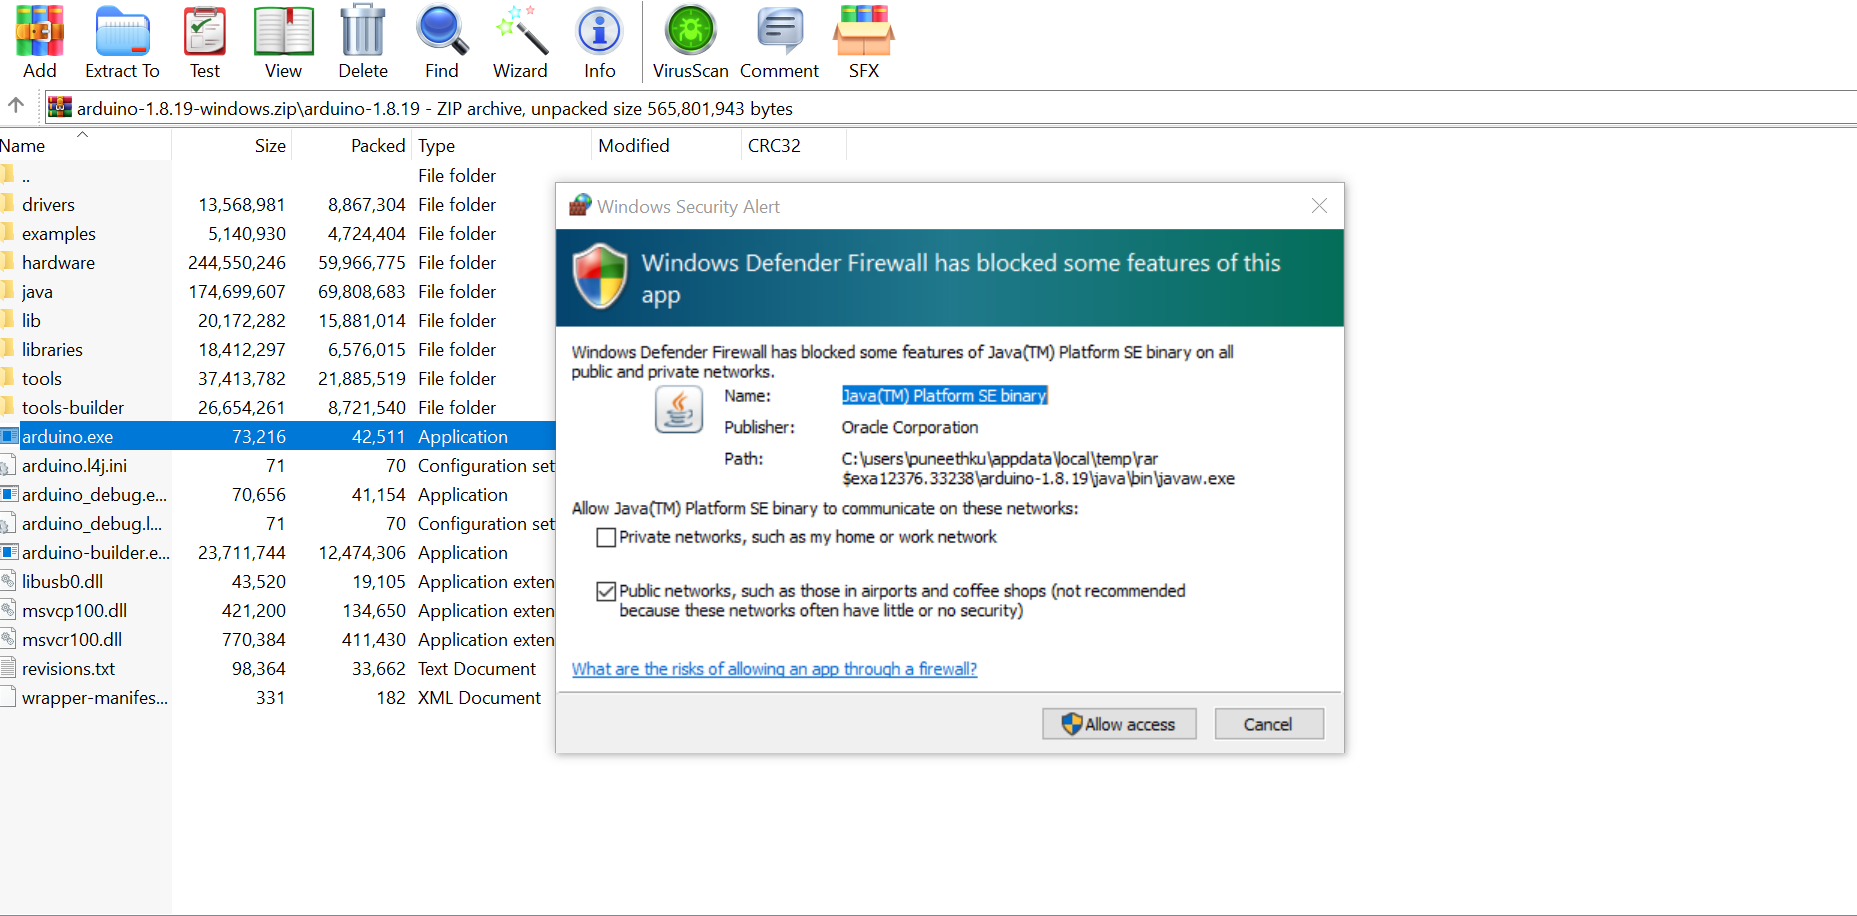 Add Extract To Test View Delete Find Wizard Info VirusScan Comment SFX
arduino-1.8.19-windows.zip\arduino-1.8.19 - ZIP archive, unpacked size 565,801,943 bytes
Name Size Packed Type Modified CRC32
.. File folder
drivers 13,568,981 8,867,304 File folder
examples 5,140,930 4,724,404 File folder
hardware 244,550,246 59,966,775 File folder
java 174,699,607 69,808,683 File folder
lib 20,172,282 15,881,014 File folder
libraries 18,412,297 6,576,015 File folder
tools 37,413,782 21,885,519 File folder
tools-builder 26,654,261 8,721,540 File folder
arduino.exe 73,216 42,511 Application
arduino.l4j.ini 71 70 Configuration set
arduino_debug.e... 70,656 41,154 Application
arduino_debug.l... 71 70 Configuration set
arduino-builder.e... 23,711,744 12,474,306 Application
libusb0.dll 43,520 19,105 Application exten
msvcp100.dll 421,200 134,650 Application exten
msvcr100.dll 770,384 411,430 Application exten
revisions.txt 98,364 33,662 Text Document
wrapper-manifes... 331 182 XML Document
Windows Security Alert
Windows Defender Firewall has blocked some features of this
app
Windows Defender Firewall has blocked some features of Java(TM) Platform SE binary on all
public and private networks.
Name: Java(TM) Platform SE binary
Publisher: Oracle Corporation
Path: C:\users\puneethku\appdata\local\temp\rar
$exa12376.33238\arduino-1.8.19\java\bin\javaw.exe
Allow Java(TM) Platform SE binary to communicate on these networks:
Private networks, such as my home or work network
Public networks, such as those in airports and coffee shops (not recommended
because these networks often have little or no security)
What are the risks of allowing an app through a firewall?
Allow access Cancel